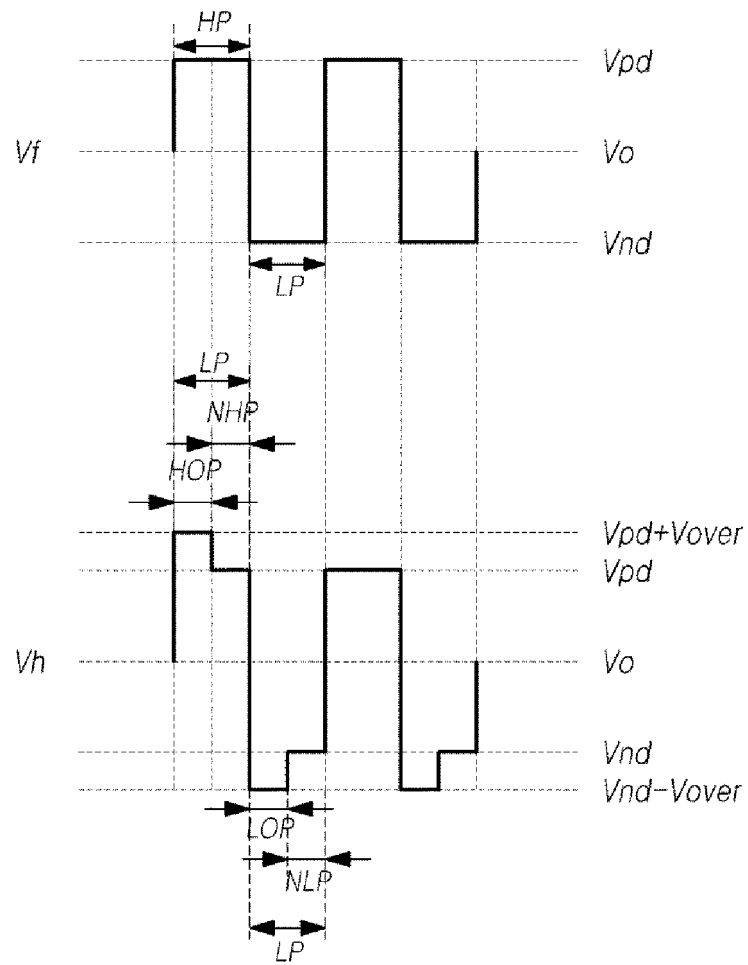 HP
Vpd
Vf
Vo
Vnd
LP
LP
NHP
HOP
Vpd+Vover
Vpd
Vh
Vo
Vnd
Vnd-Vover
LOP
NLP
LP